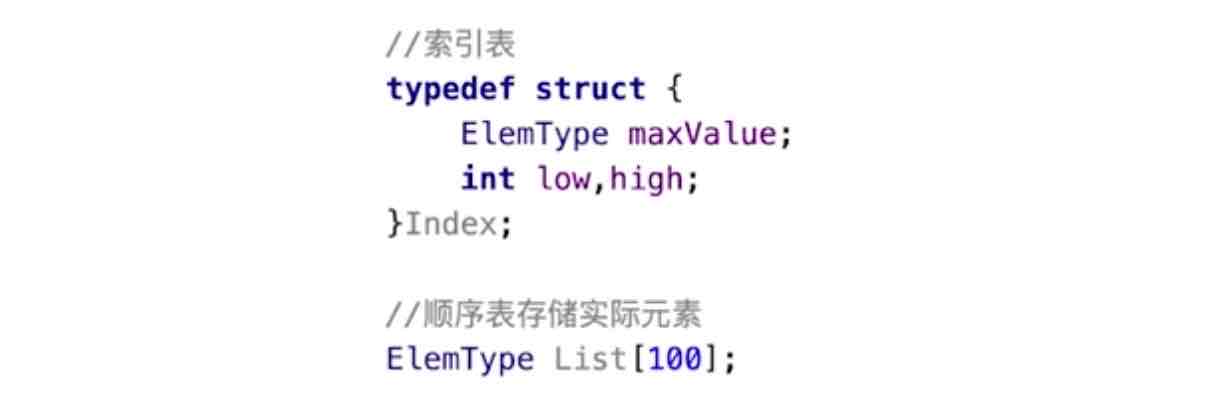 //索引表
typedef struct {
    ElemType maxValue;
    int low,high;
}Index;
//顺序表存储实际元素
ElemType List[100];